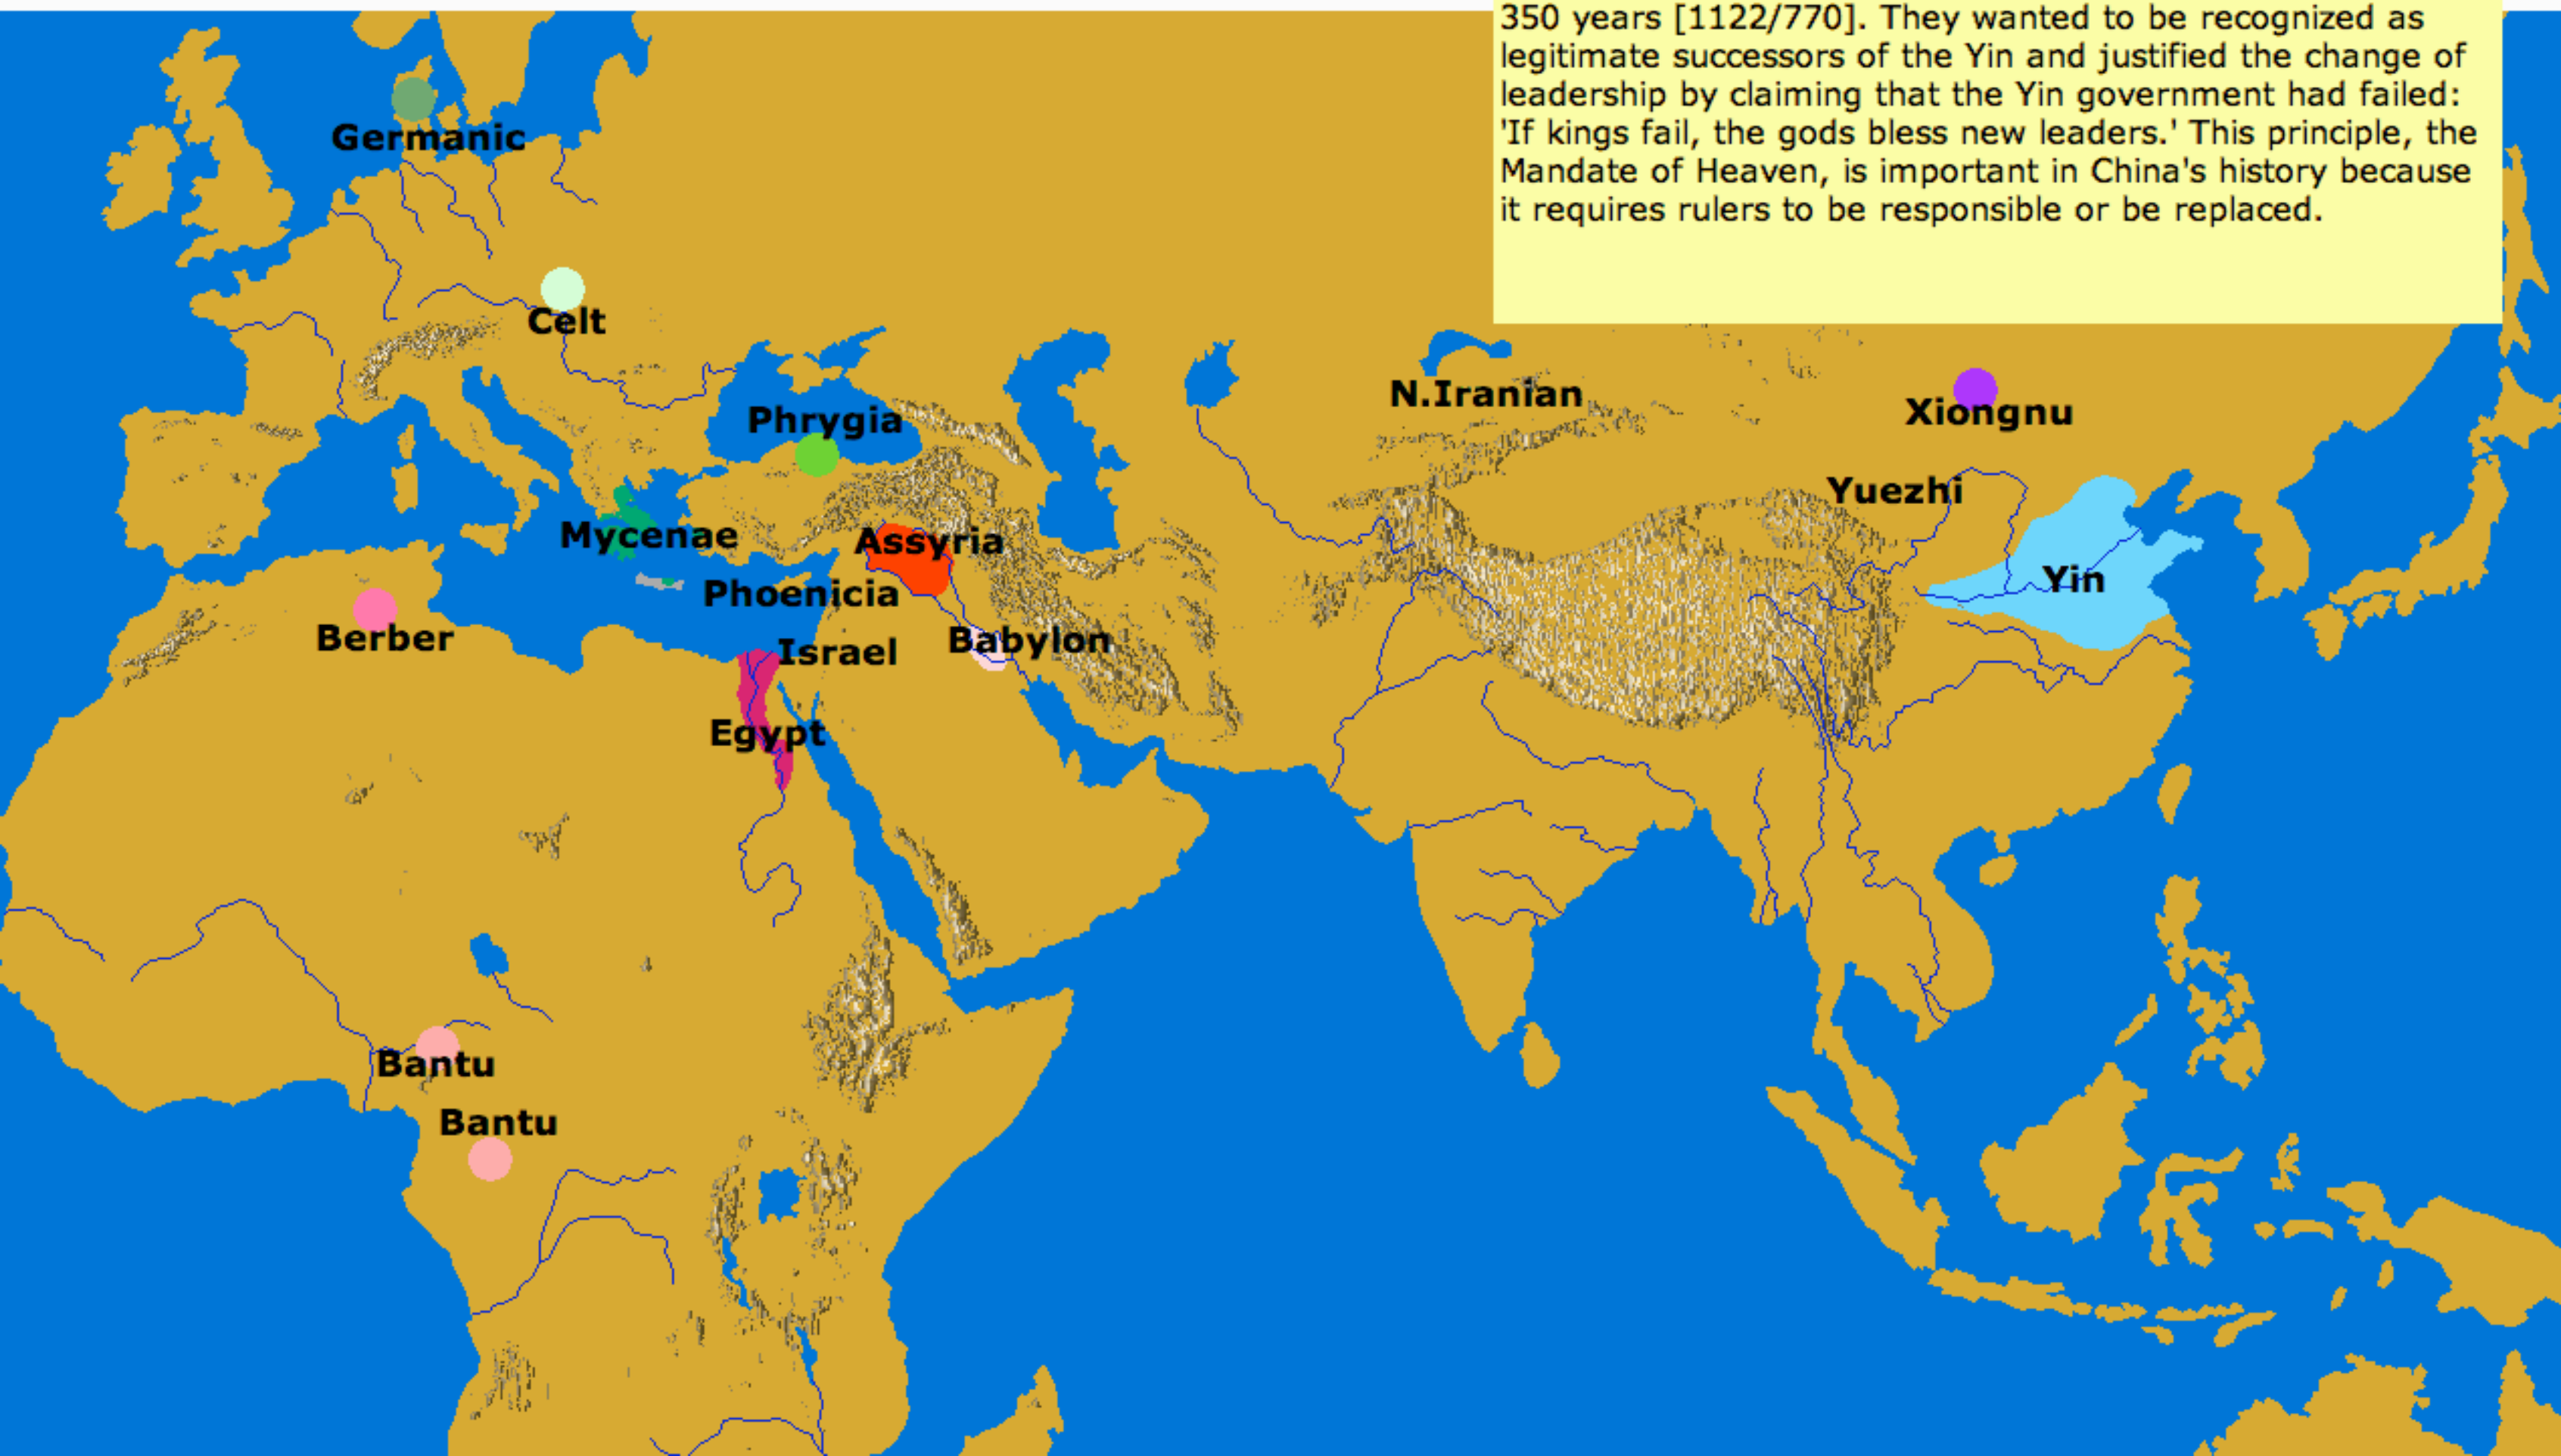 350 years [1122/770]. They wanted to be recognized as
legitimate successors of the Yin and justified the change of
leadership by claiming that the Yin government had failed:
'If kings fail, the gods bless new leaders.' This principle, the
Mandate of Heaven, is important in China's history because
it requires rulers to be responsible or be replaced.
Germanic
Celt
N.Iranian
Xiongnu
Phrygia
Yuezhi
Mycenae
Assyria
Yin
Phoenicia
Berber
Israel
Babylon
Egypt
Bantu
Bantu